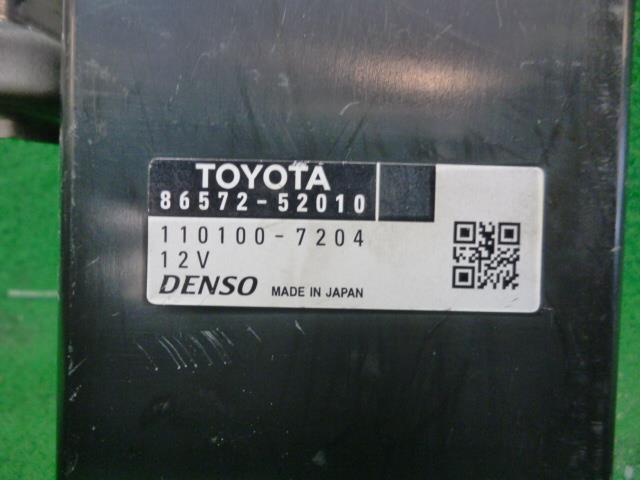 TOYOTA
86572-52010
110100-7204
12V
DENSO MADE IN JAPAN